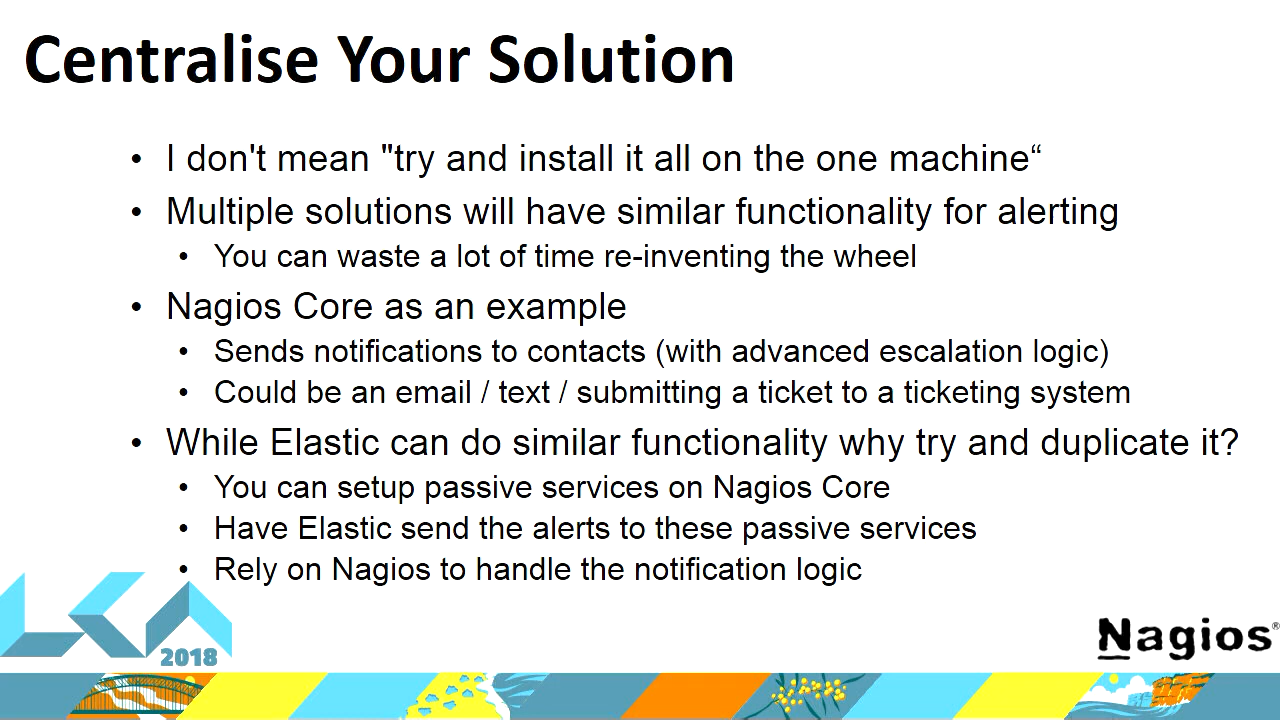 Centralise Your Solution
• I don't mean "try and install it all on the one machine“
• Multiple solutions will have similar functionality for alerting
• You can waste a lot of time re-inventing the wheel
• Nagios Core as an example
• Sends notifications to contacts (with advanced escalation logic)
• Could be an email / text / submitting a ticket to a ticketing system
• While Elastic can do similar functionality why try and duplicate it?
• You can setup passive services on Nagios Core
• Have Elastic send the alerts to these passive services
• Rely on Nagios to handle the notification logic
LCA
2018
Nagios®